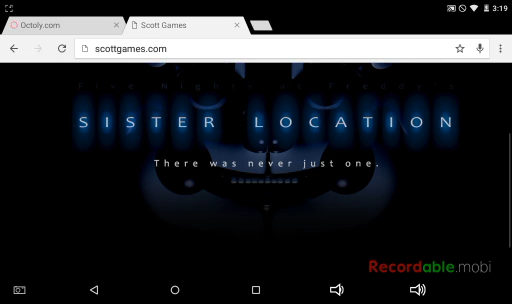 3:19
Octoly.com
Scott Games
scottgames.com
Five Nights at Freddy's
SISTER LOCATION
There was never just one.
Recordable.mobi